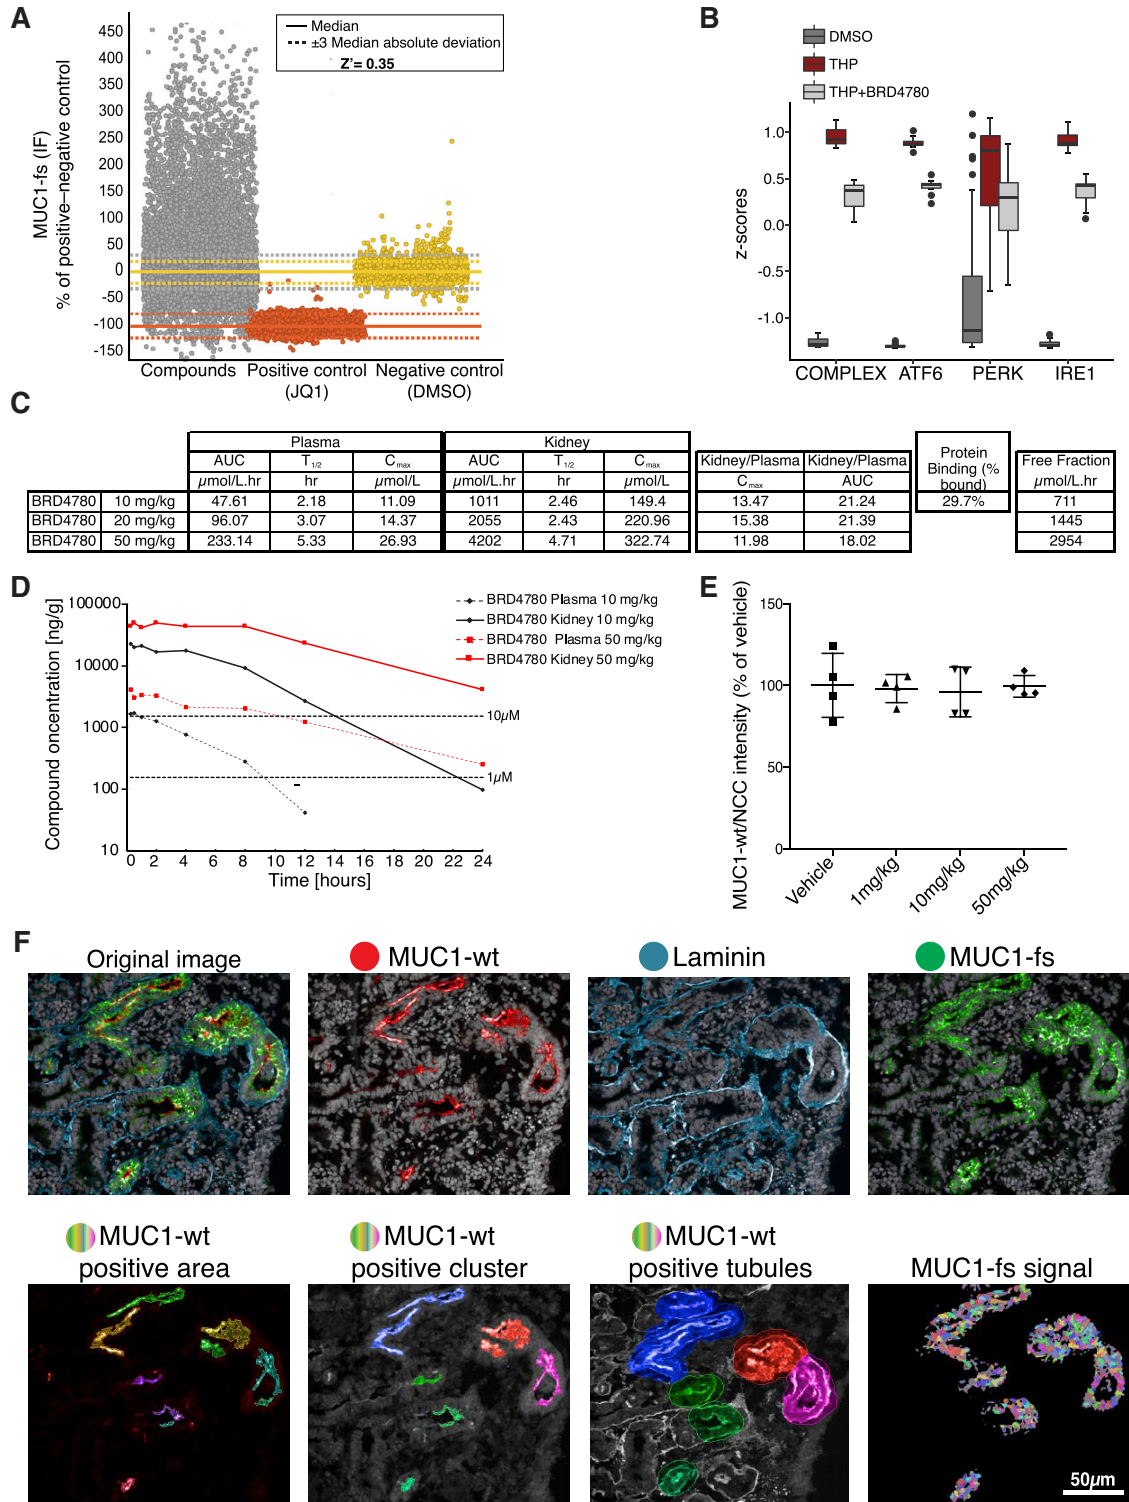 A
MUC1-fs (IF)
% of positive–negative control
450
400
350
300
250
200
150
100
50
0
-50
-100
-150
Median
±3 Median absolute deviation
Z'= 0.35
Compounds
Positive control
(JQ1)
Negative control
(DMSO)
B
DMSO
THP
THP+BRD4780
z-scores
1.0
0.5
0.0
-0.5
-1.0
COMPLEX ATF6 PERK IRE1
C
Plasma Kidney
AUC T1/2 Cmax AUC T1/2 Cmax Kidney/Plasma Kidney/Plasma Protein Binding (% bound) Free Fraction
µmol/L.hr hr µmol/L µmol/L.hr hr µmol/L Cmax AUC µmol/L.hr
BRD4780 10 mg/kg 47.61 2.18 11.09 1011 2.46 149.4 13.47 21.24 29.7% 711
BRD4780 20 mg/kg 96.07 3.07 14.37 2055 2.43 220.96 15.38 21.39 1445
BRD4780 50 mg/kg 233.14 5.33 26.93 4202 4.71 322.74 11.98 18.02 2954
D
Compound oncentration [ng/g]
100000
10000
1000
100
10
0 2 4 6 8 10 12 14 16 18 20 22 24
Time [hours]
BRD4780 Plasma 10 mg/kg
BRD4780 Kidney 10 mg/kg
BRD4780 Plasma 50 mg/kg
BRD4780 Kidney 50 mg/kg
10µM
1µM
E
MUC1-wt/NCC intensity (% of vehicle)
150
100
50
0
Vehicle
1mg/kg
10mg/kg
50mg/kg
F
Original image
MUC1-wt
Laminin
MUC1-fs
MUC1-wt
positive area
MUC1-wt
positive cluster
MUC1-wt
positive tubules
MUC1-fs signal
50µm